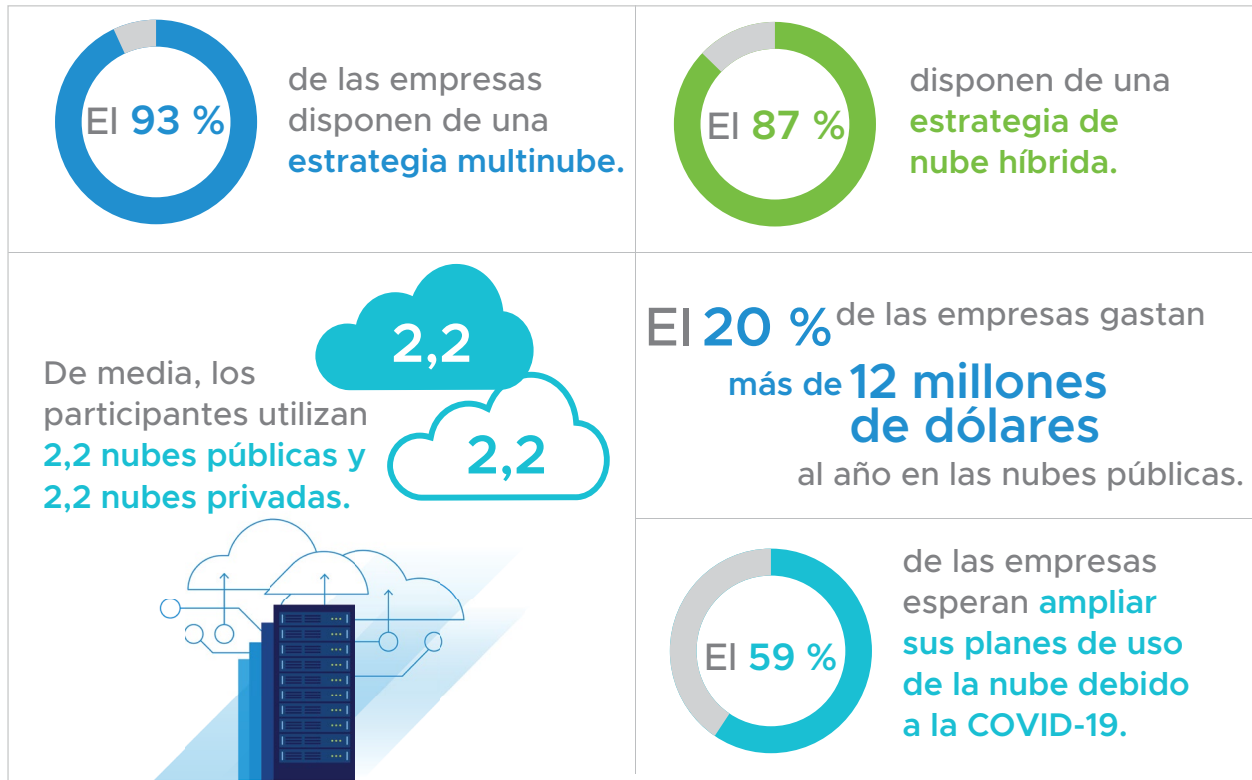 El 93 %
de las empresas
disponen de una
estrategia multinube.
El 87 %
disponen de una
estrategia de
nube híbrida.
De media, los
participantes utilizan
2,2 nubes públicas y
2,2 nubes privadas.
2,2
2,2
El 20 % de las empresas gastan
más de 12 millones
de dólares
al año en las nubes públicas.
El 59 %
de las empresas
esperan ampliar
sus planes de uso
de la nube debido
a la COVID-19.